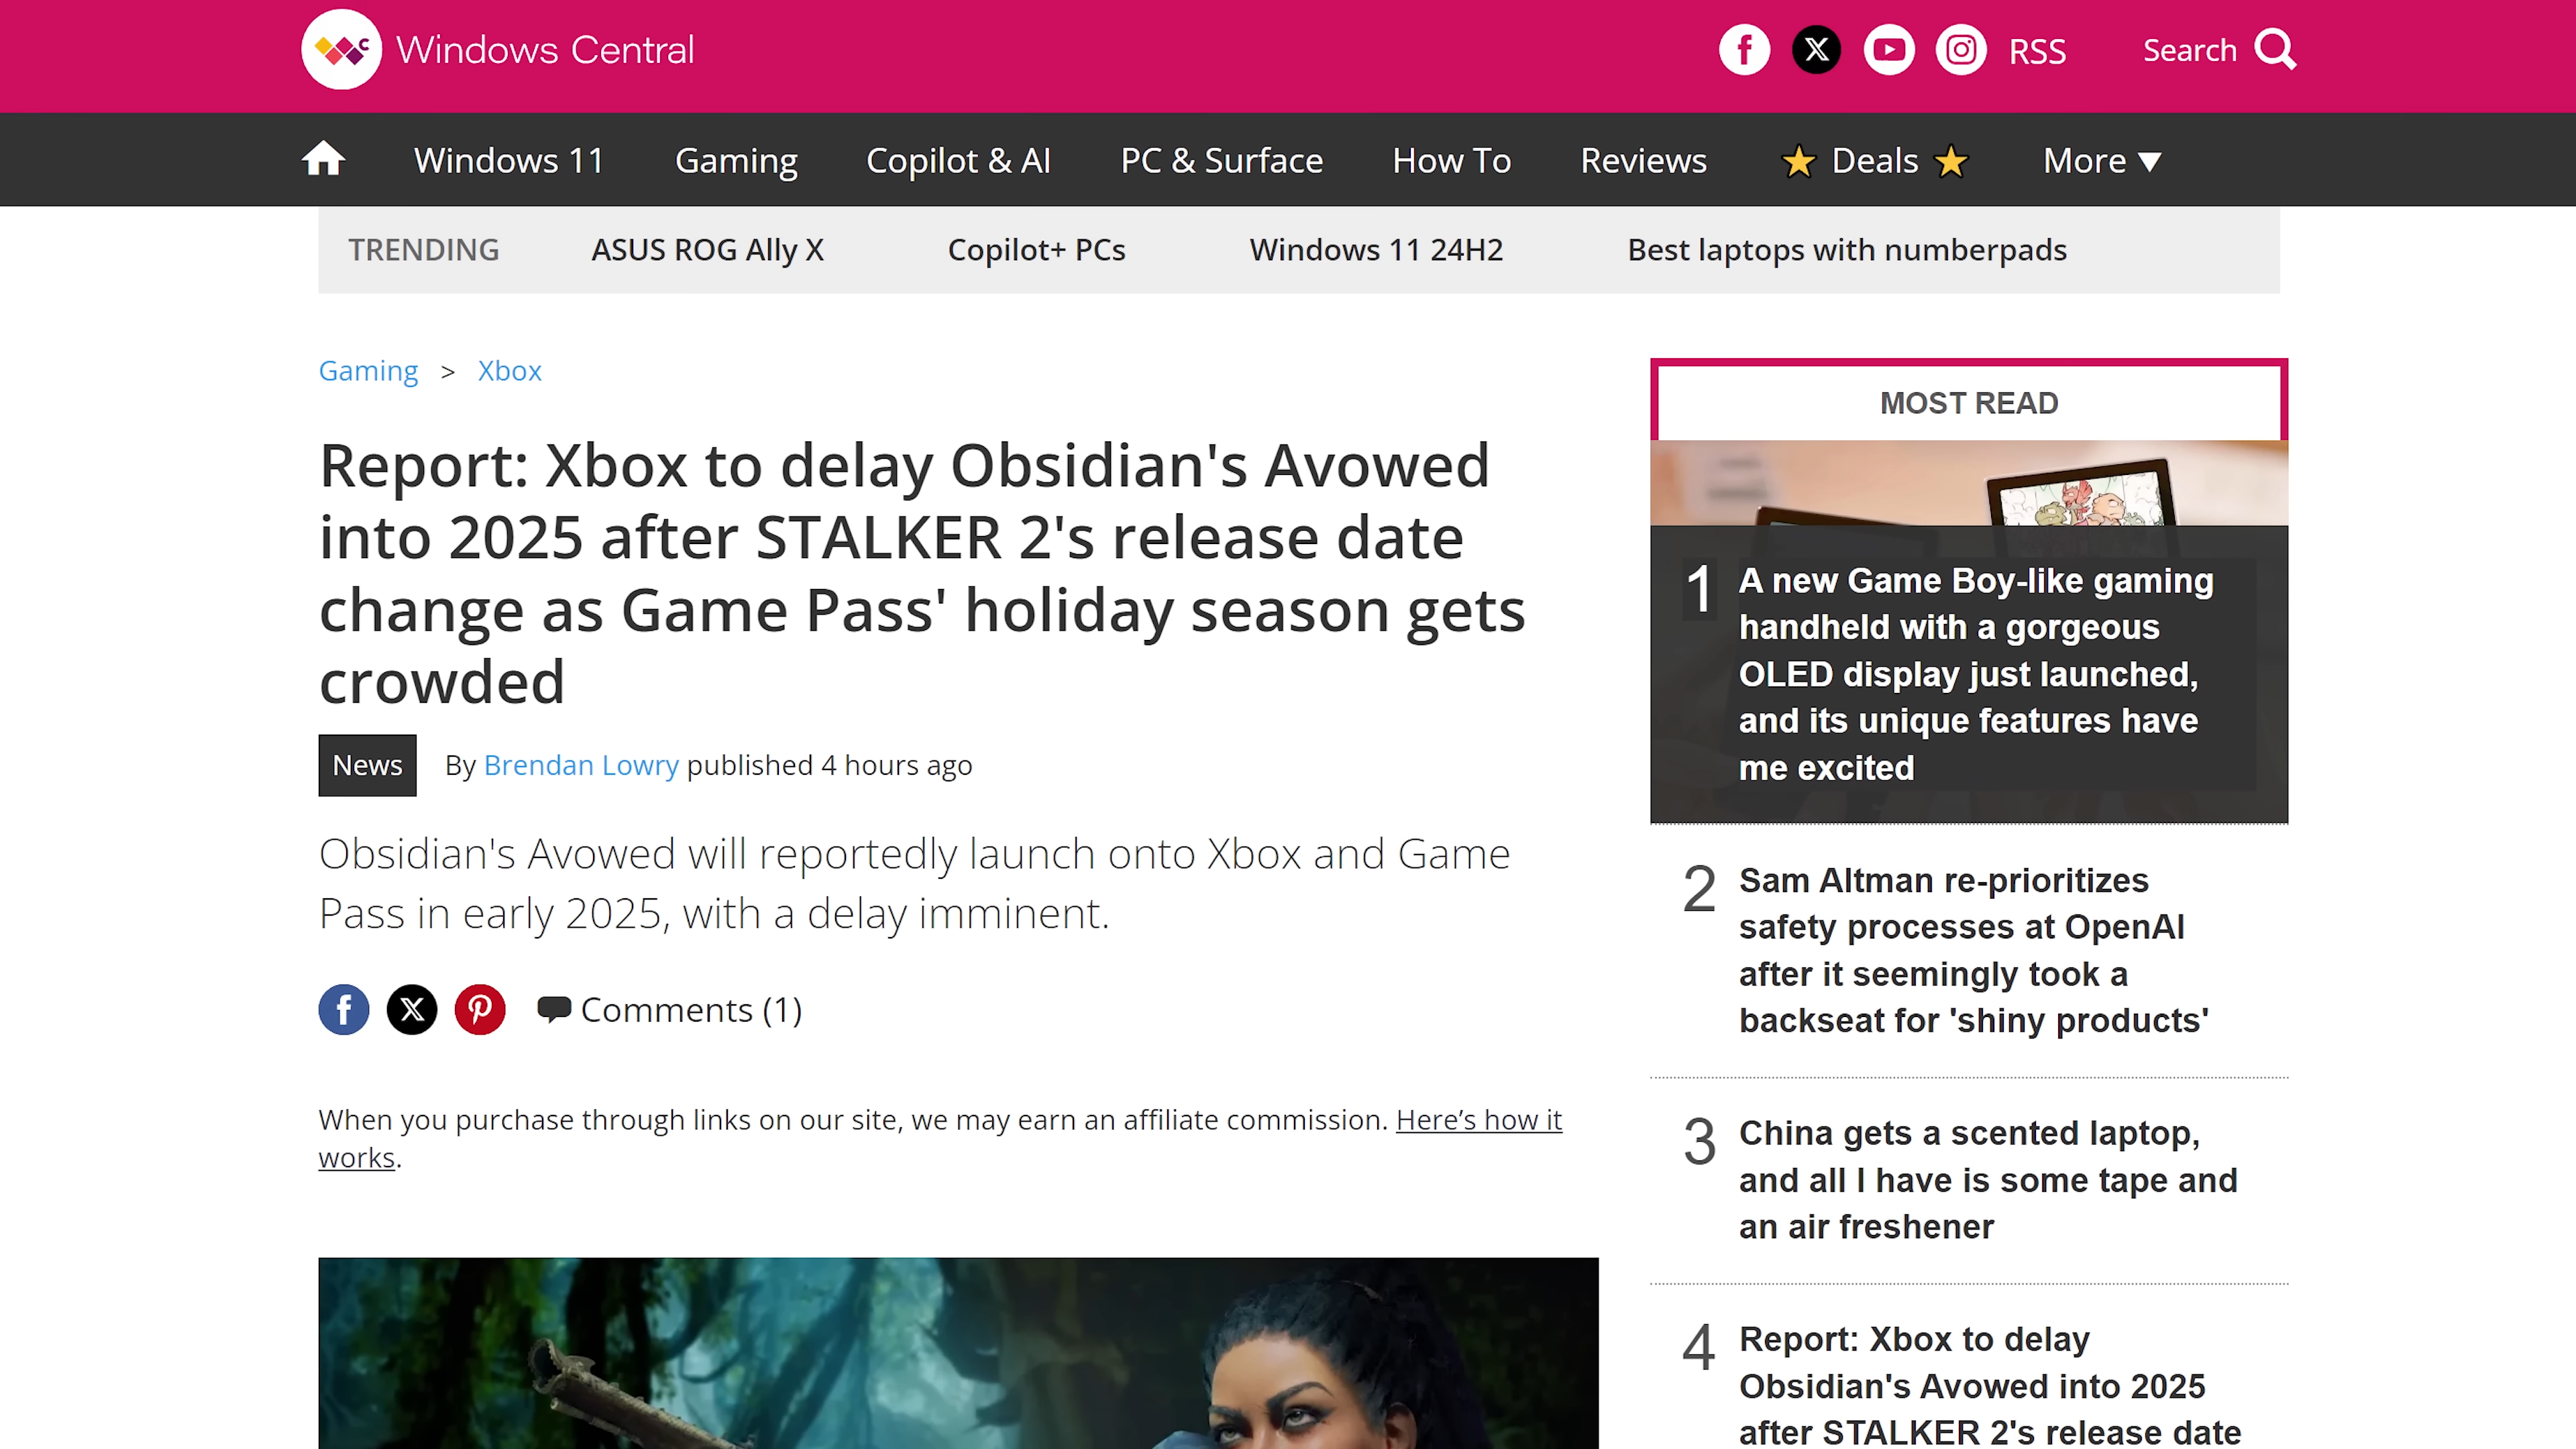 Windows Central
RSS
Search
Windows 11
Gaming
Copilot & AI
PC & Surface
How To
Reviews
Deals
More ▼
TRENDING
ASUS ROG Ally X
Copilot+ PCs
Windows 11 24H2
Best laptops with numberpads
Gaming > Xbox
Report: Xbox to delay Obsidian's Avowed
into 2025 after STALKER 2's release date
change as Game Pass' holiday season gets
crowded
News
By Brendan Lowry published 4 hours ago
Obsidian's Avowed will reportedly launch onto Xbox and Game
Pass in early 2025, with a delay imminent.
Comments (1)
When you purchase through links on our site, we may earn an affiliate commission. Here’s how it
works.
MOST READ
1
A new Game Boy-like gaming
handheld with a gorgeous
OLED display just launched,
and its unique features have
me excited
2
Sam Altman re-prioritizes
safety processes at OpenAI
after it seemingly took a
backseat for 'shiny products'
3
China gets a scented laptop,
and all I have is some tape and
an air freshener
4
Report: Xbox to delay
Obsidian's Avowed into 2025
after STALKER 2's release date